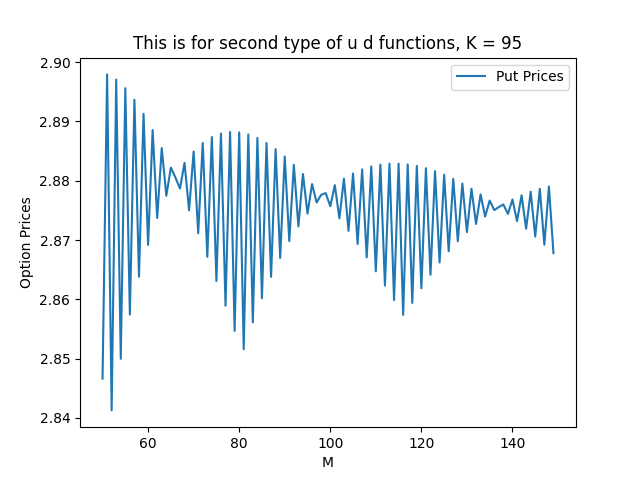 This is for second type of u d functions, K = 95
Put Prices
Option Prices
2.90
2.89
2.88
2.87
2.86
2.85
2.84
60 80 100 120 140
M